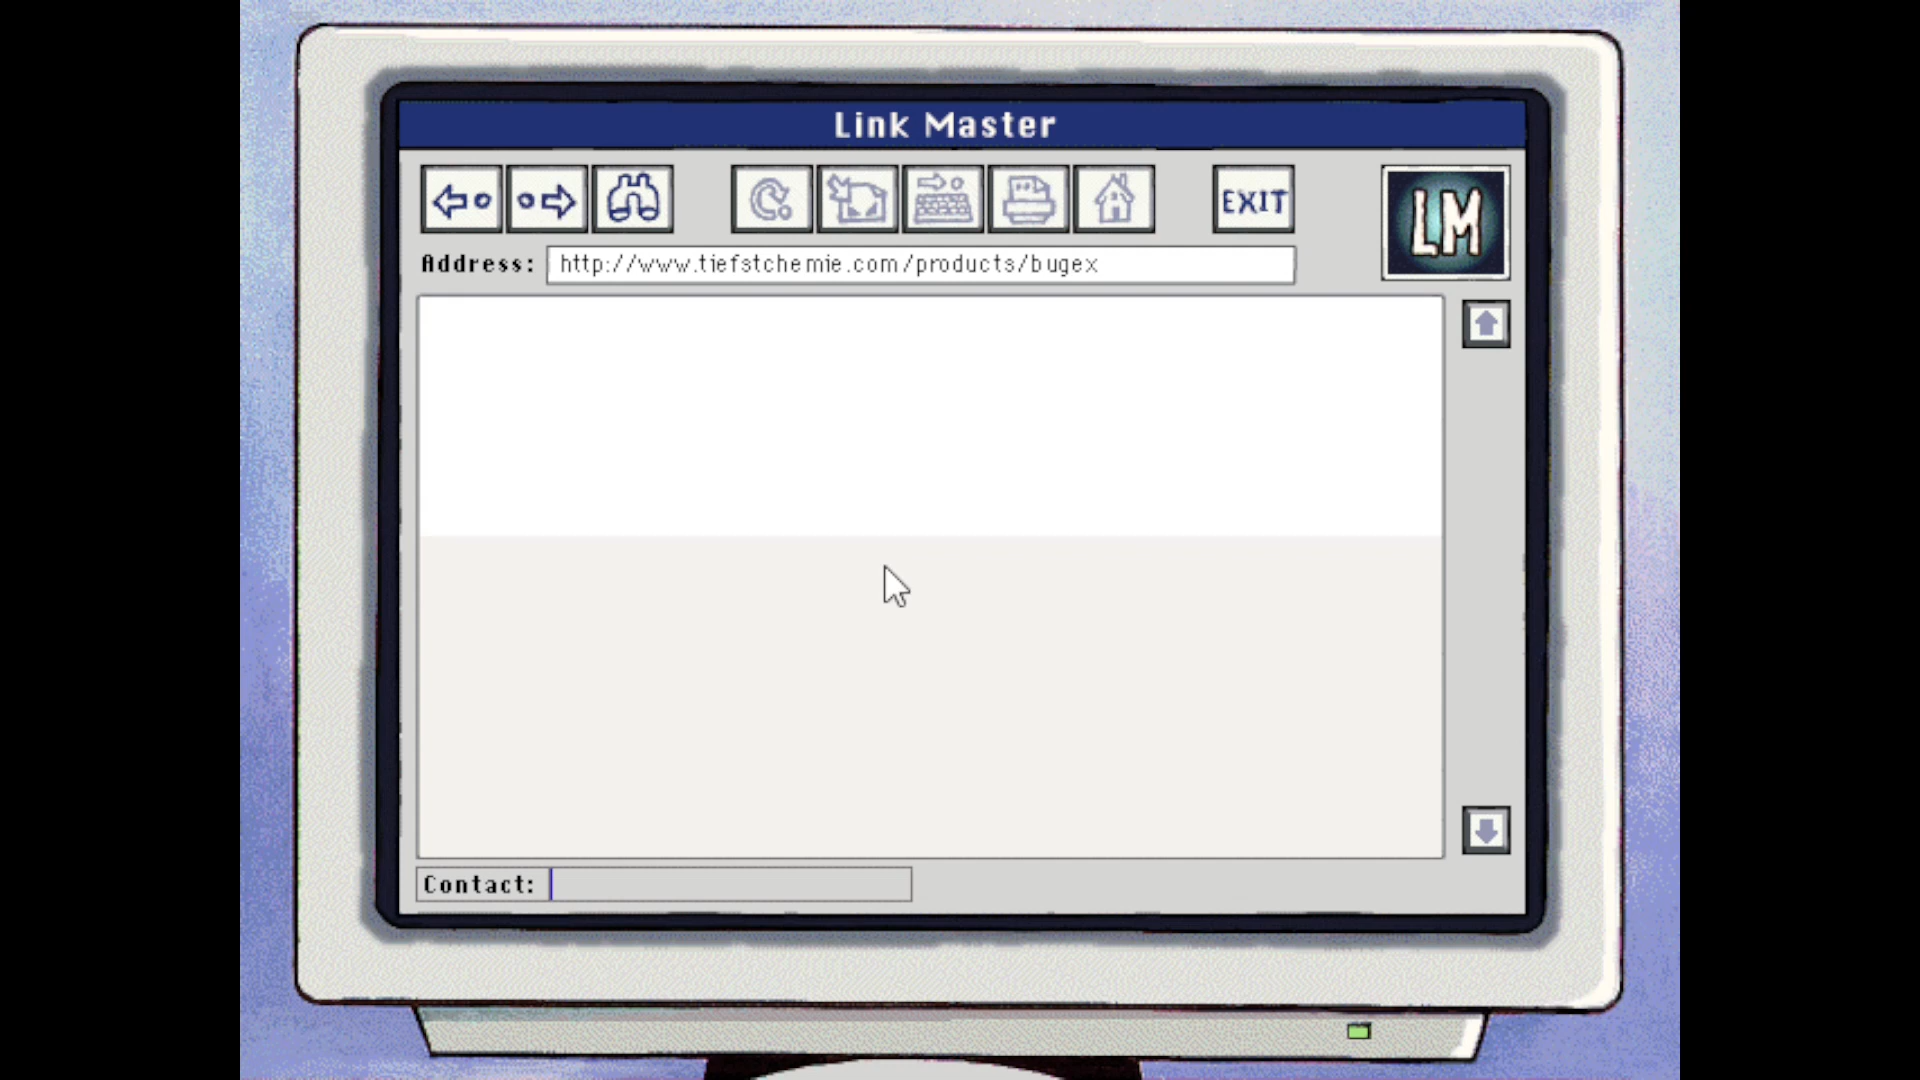 Link Master
EXIT
LM
Address: http://www.tiefstchemie.com/products/bugex
Contact: